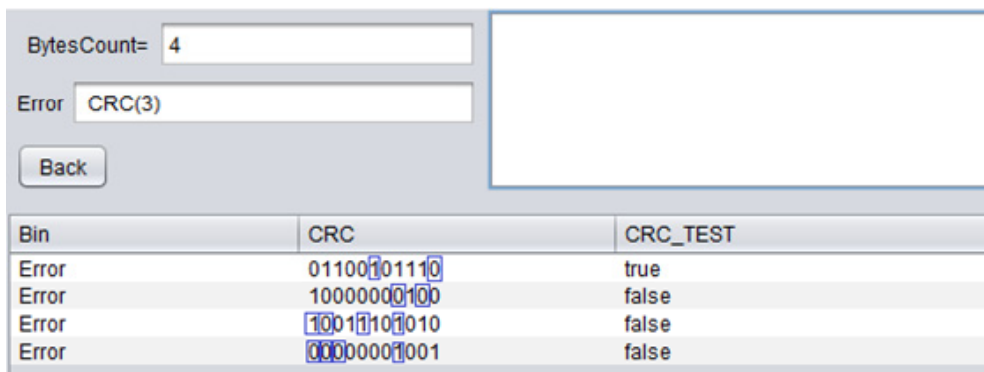 BytesCount= 4
Error CRC(3)
Back
Bin CRC CRC_TEST
Error 01100101110 true
Error 10000000100 false
Error 10011101010 false
Error 00000001001 false